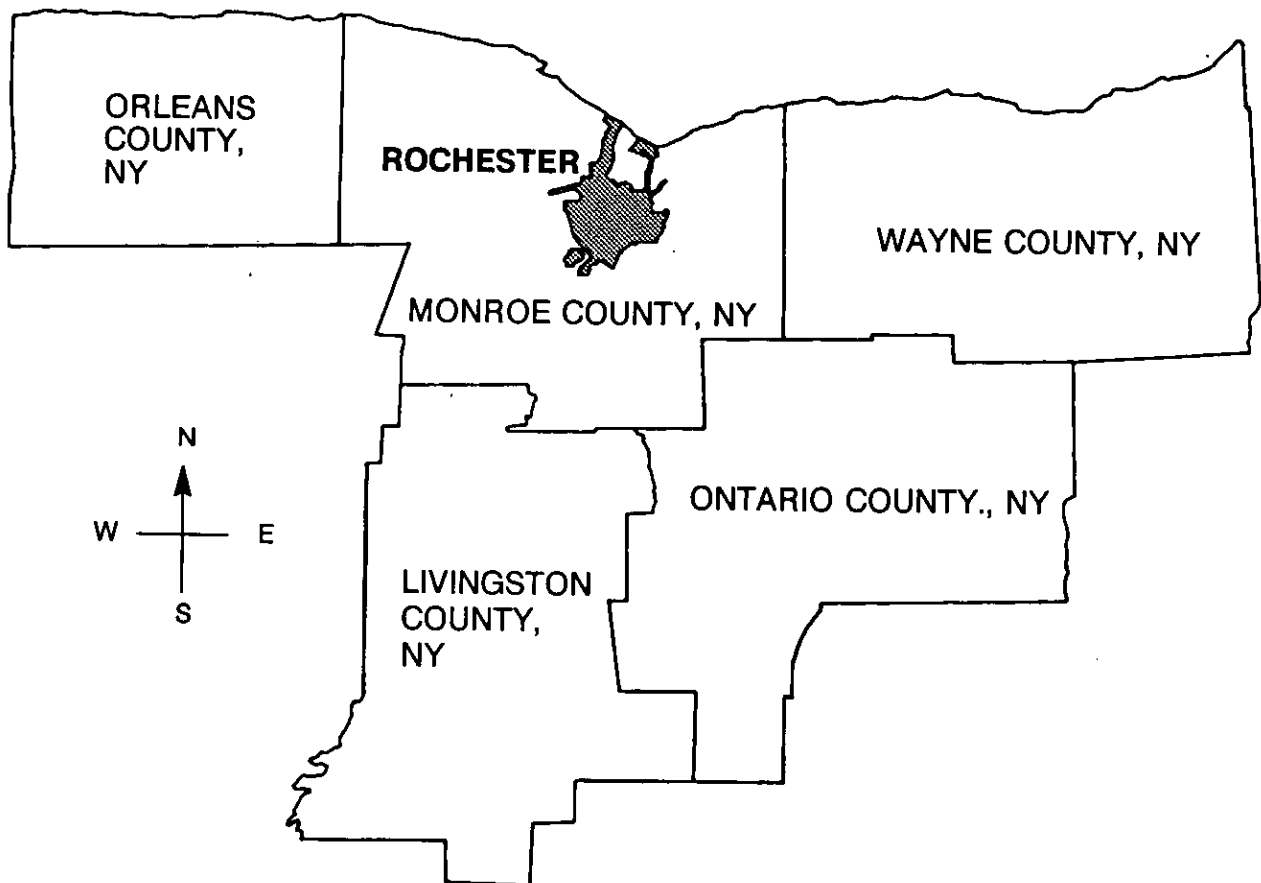 ORLEANS
COUNTY,
NY
ROCHESTER
WAYNE COUNTY, NY
MONROE COUNTY, NY
N
W
E
S
ONTARIO COUNTY., NY
LIVINGSTON
COUNTY,
NY